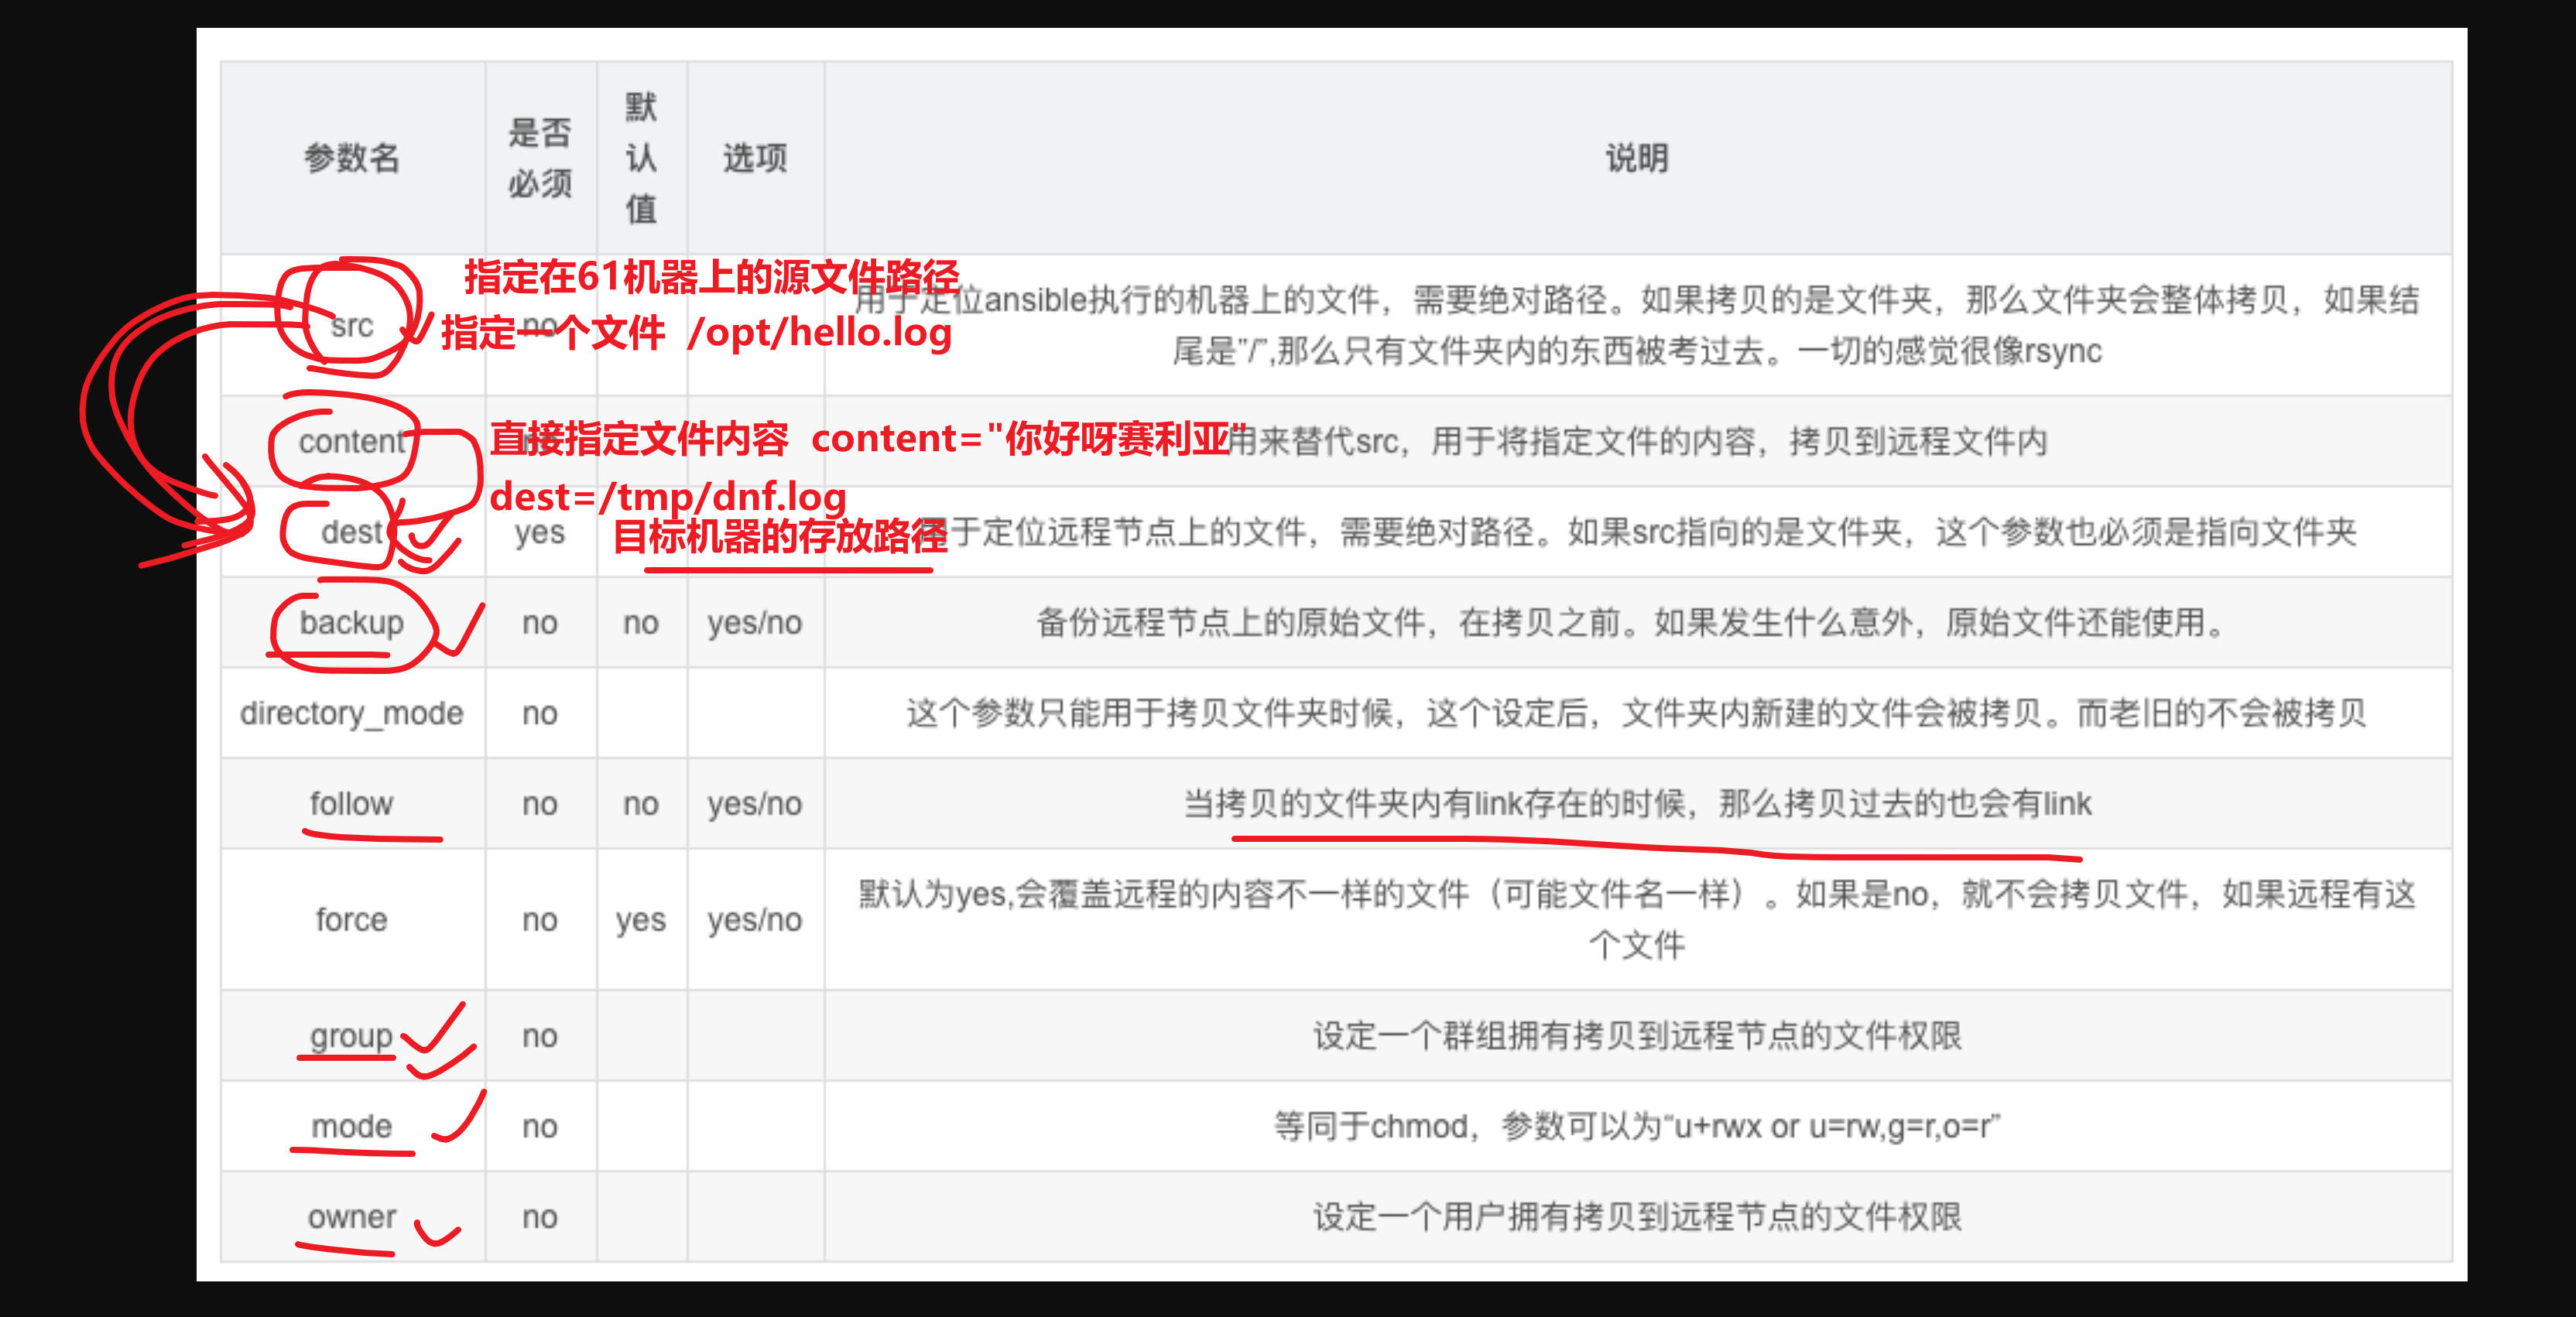 参数名 是否必须 默认值 选项 说明
指定在61机器上的源文件路径
用于定位ansible执行的机器上的文件，需要绝对路径。如果拷贝的是文件夹，那么文件夹会整体拷贝，如果结
src no
指定一个文件 /opt/hello.log
尾是”/”,那么只有文件夹内的东西被考过去。一切的感觉很像rsync
content no
直接指定文件内容 content="你好呀赛利亚"
用来替代src，用于将指定文件的内容，拷贝到远程文件内
dest=/tmp/dnf.log
dest yes
目标机器的存放路径
用于定位远程节点上的文件，需要绝对路径。如果src指向的是文件夹，这个参数也必须是指向文件夹
backup no no yes/no 备份远程节点上的原始文件，在拷贝之前。如果发生什么意外，原始文件还能使用。
directory_mode no 这个参数只能用于拷贝文件夹时候，这个设定后，文件夹内新建的文件会被拷贝。而老旧的不会被拷贝
follow no no yes/no 当拷贝的文件夹内有link存在的时候，那么拷贝过去的也会有link
force no yes yes/no 默认为yes,会覆盖远程的内容不一样的文件（可能文件名一样）。如果是no，就不会拷贝文件，如果远程有这
个文件
group no 设定一个群组拥有拷贝到远程节点的文件权限
mode no 等同于chmod，参数可以为“u+rwx or u=rw,g=r,o=r”
owner no 设定一个用户拥有拷贝到远程节点的文件权限